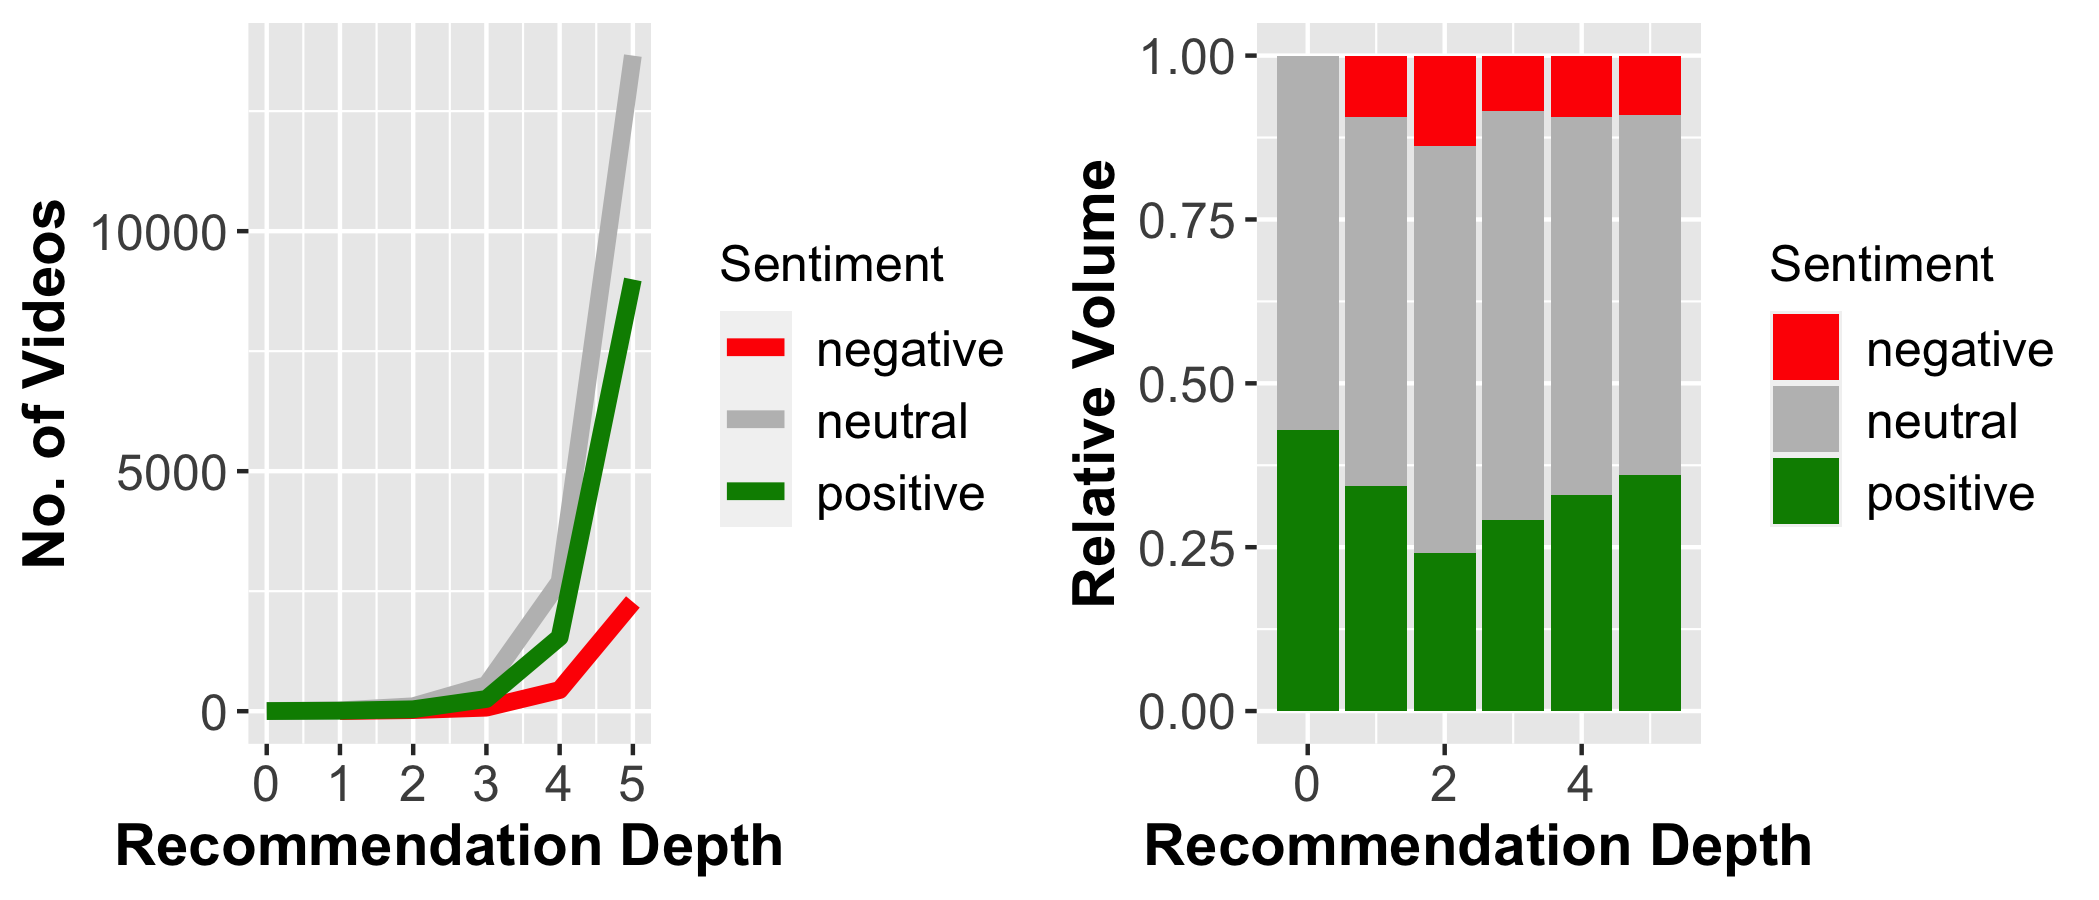 No. of Videos
10000
5000
0
0 1 2 3 4 5
Recommendation Depth
Sentiment
negative
neutral
positive
Relative Volume
1.00
0.75
0.50
0.25
0.00
0 2 4
Recommendation Depth
Sentiment
negative
neutral
positive